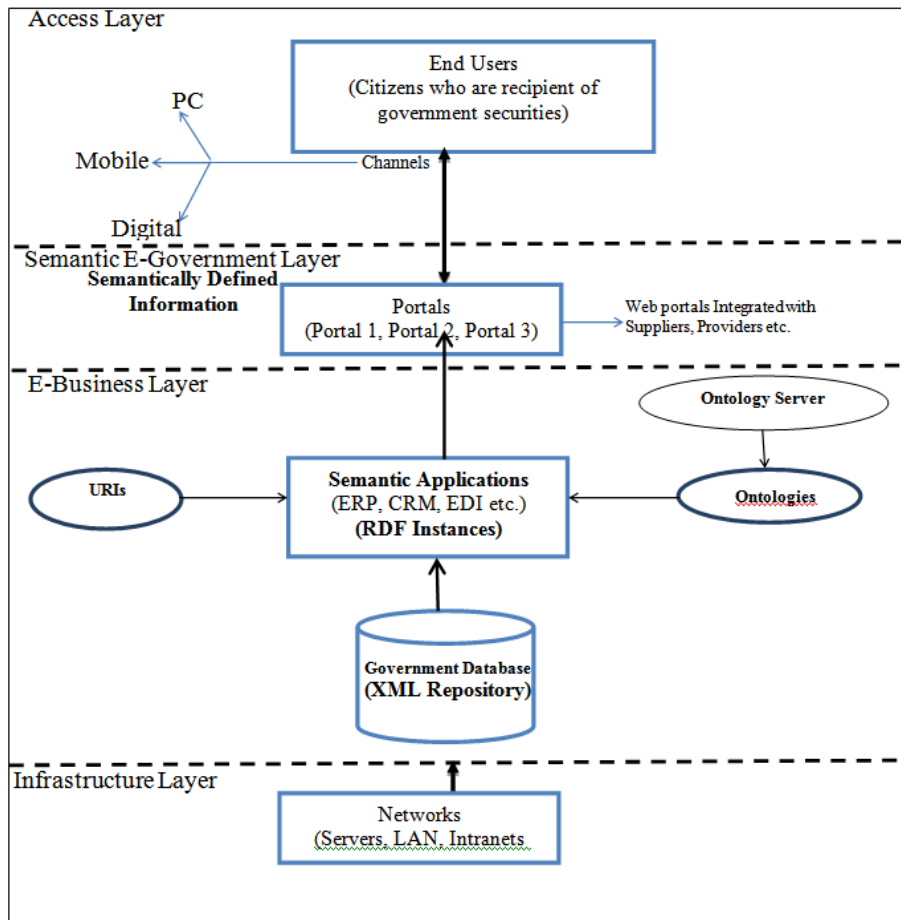 Access Layer
End Users
(Citizens who are recipient of
government securities)
PC
Mobile
Channels
Digital
Semantic E-Government Layer
Semantically Defined
Information
Portals
(Portal 1, Portal 2, Portal 3)
Web portals Integrated with
Suppliers, Providers etc.
E-Business Layer
Ontology Server
URIs
Semantic Applications
(ERP, CRM, EDI etc.)
(RDF Instances)
Ontologies
Government Database
(XML Repository)
Infrastructure Layer
Networks
(Servers, LAN, Intranets